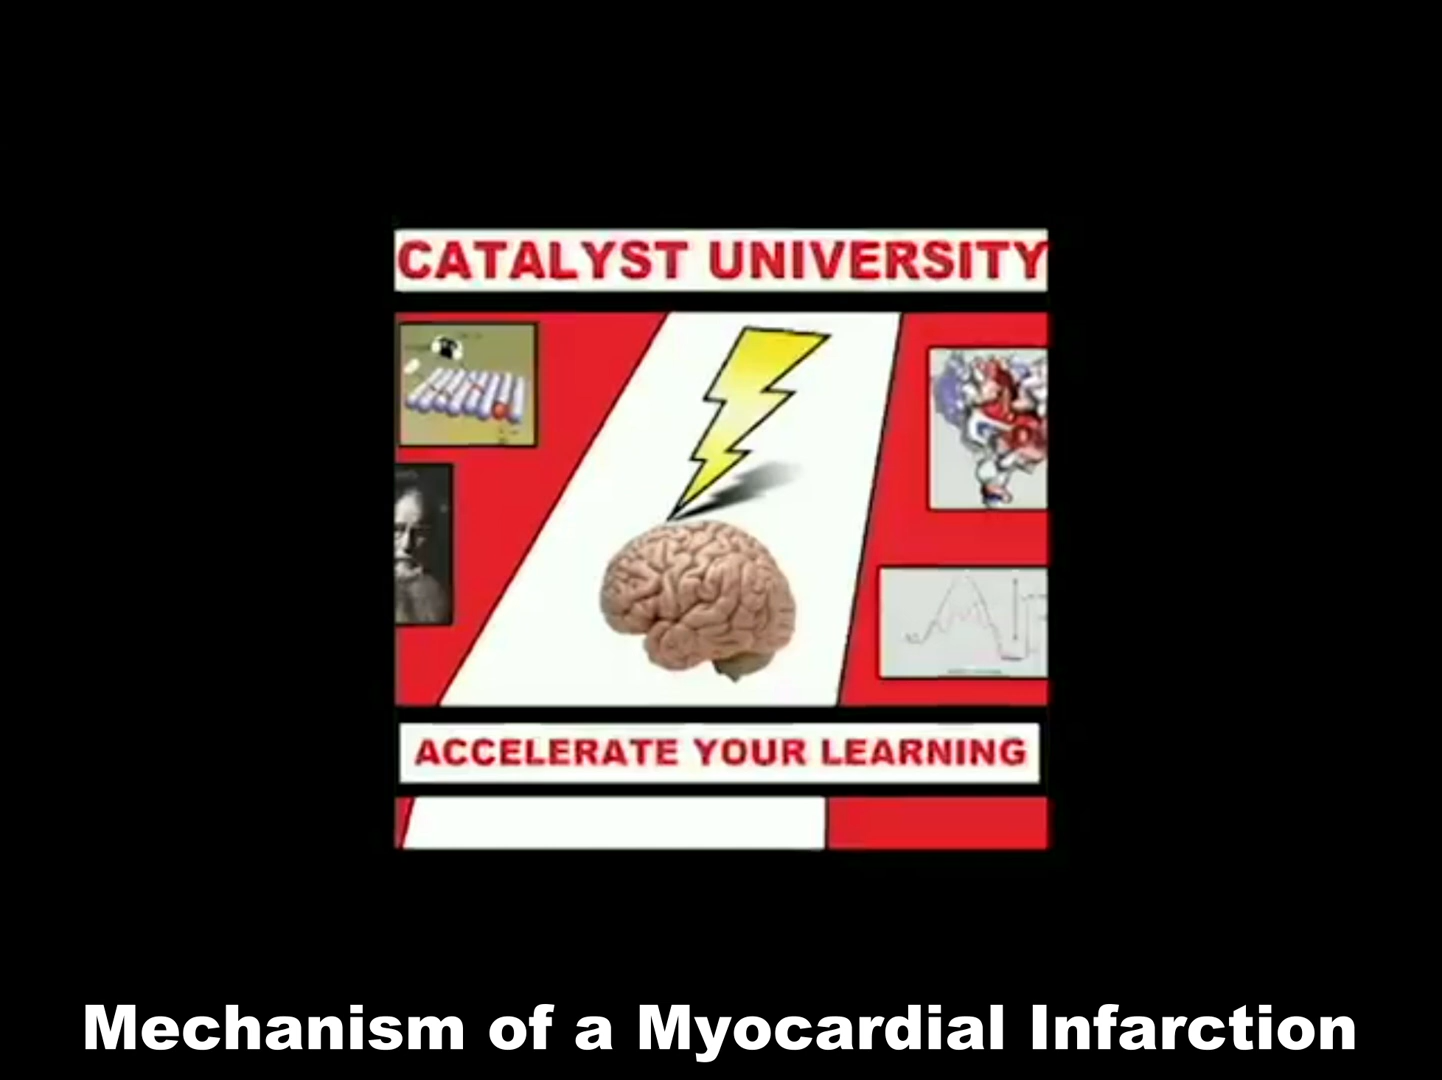 CATALYST UNIVERSITY
ACCELERATE YOUR LEARNING
Mechanism of a Myocardial Infarction